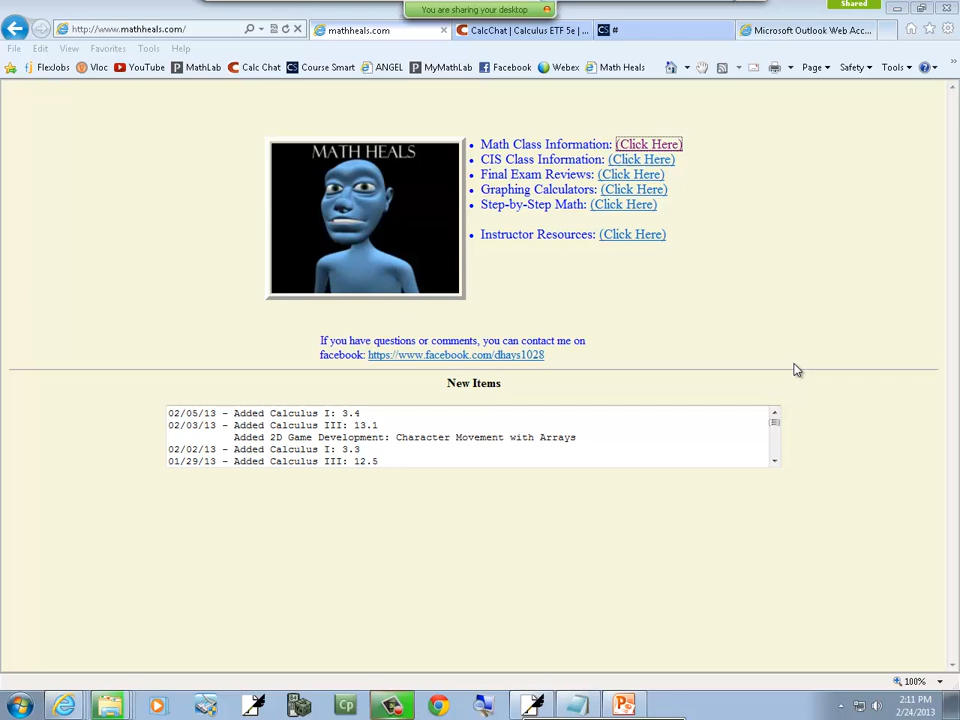 You are sharing your desktop
Shared
http://www.mathheals.com/
mathheals.com
CalcChat | Calculus ETF 5e | ...
CS #
Microsoft Outlook Web Acc...
File Edit View Favorites Tools Help
FlexJobs Vloc YouTube MathLab Calc Chat CS Course Smart ANGEL MyMathLab Facebook Webex Math Heals
Page Safety Tools
MATH HEALS
• Math Class Information: (Click Here)
• CIS Class Information: (Click Here)
• Final Exam Reviews: (Click Here)
• Graphing Calculators: (Click Here)
• Step-by-Step Math: (Click Here)
• Instructor Resources: (Click Here)
If you have questions or comments, you can contact me on
facebook: https://www.facebook.com/dhays1028
New Items
02/05/13 - Added Calculus I: 3.4
02/03/13 - Added Calculus III: 13.1
Added 2D Game Development: Character Movement with Arrays
02/02/13 - Added Calculus I: 3.3
01/29/13 - Added Calculus III: 12.5
100%
Cp
2:11 PM
2/24/2013